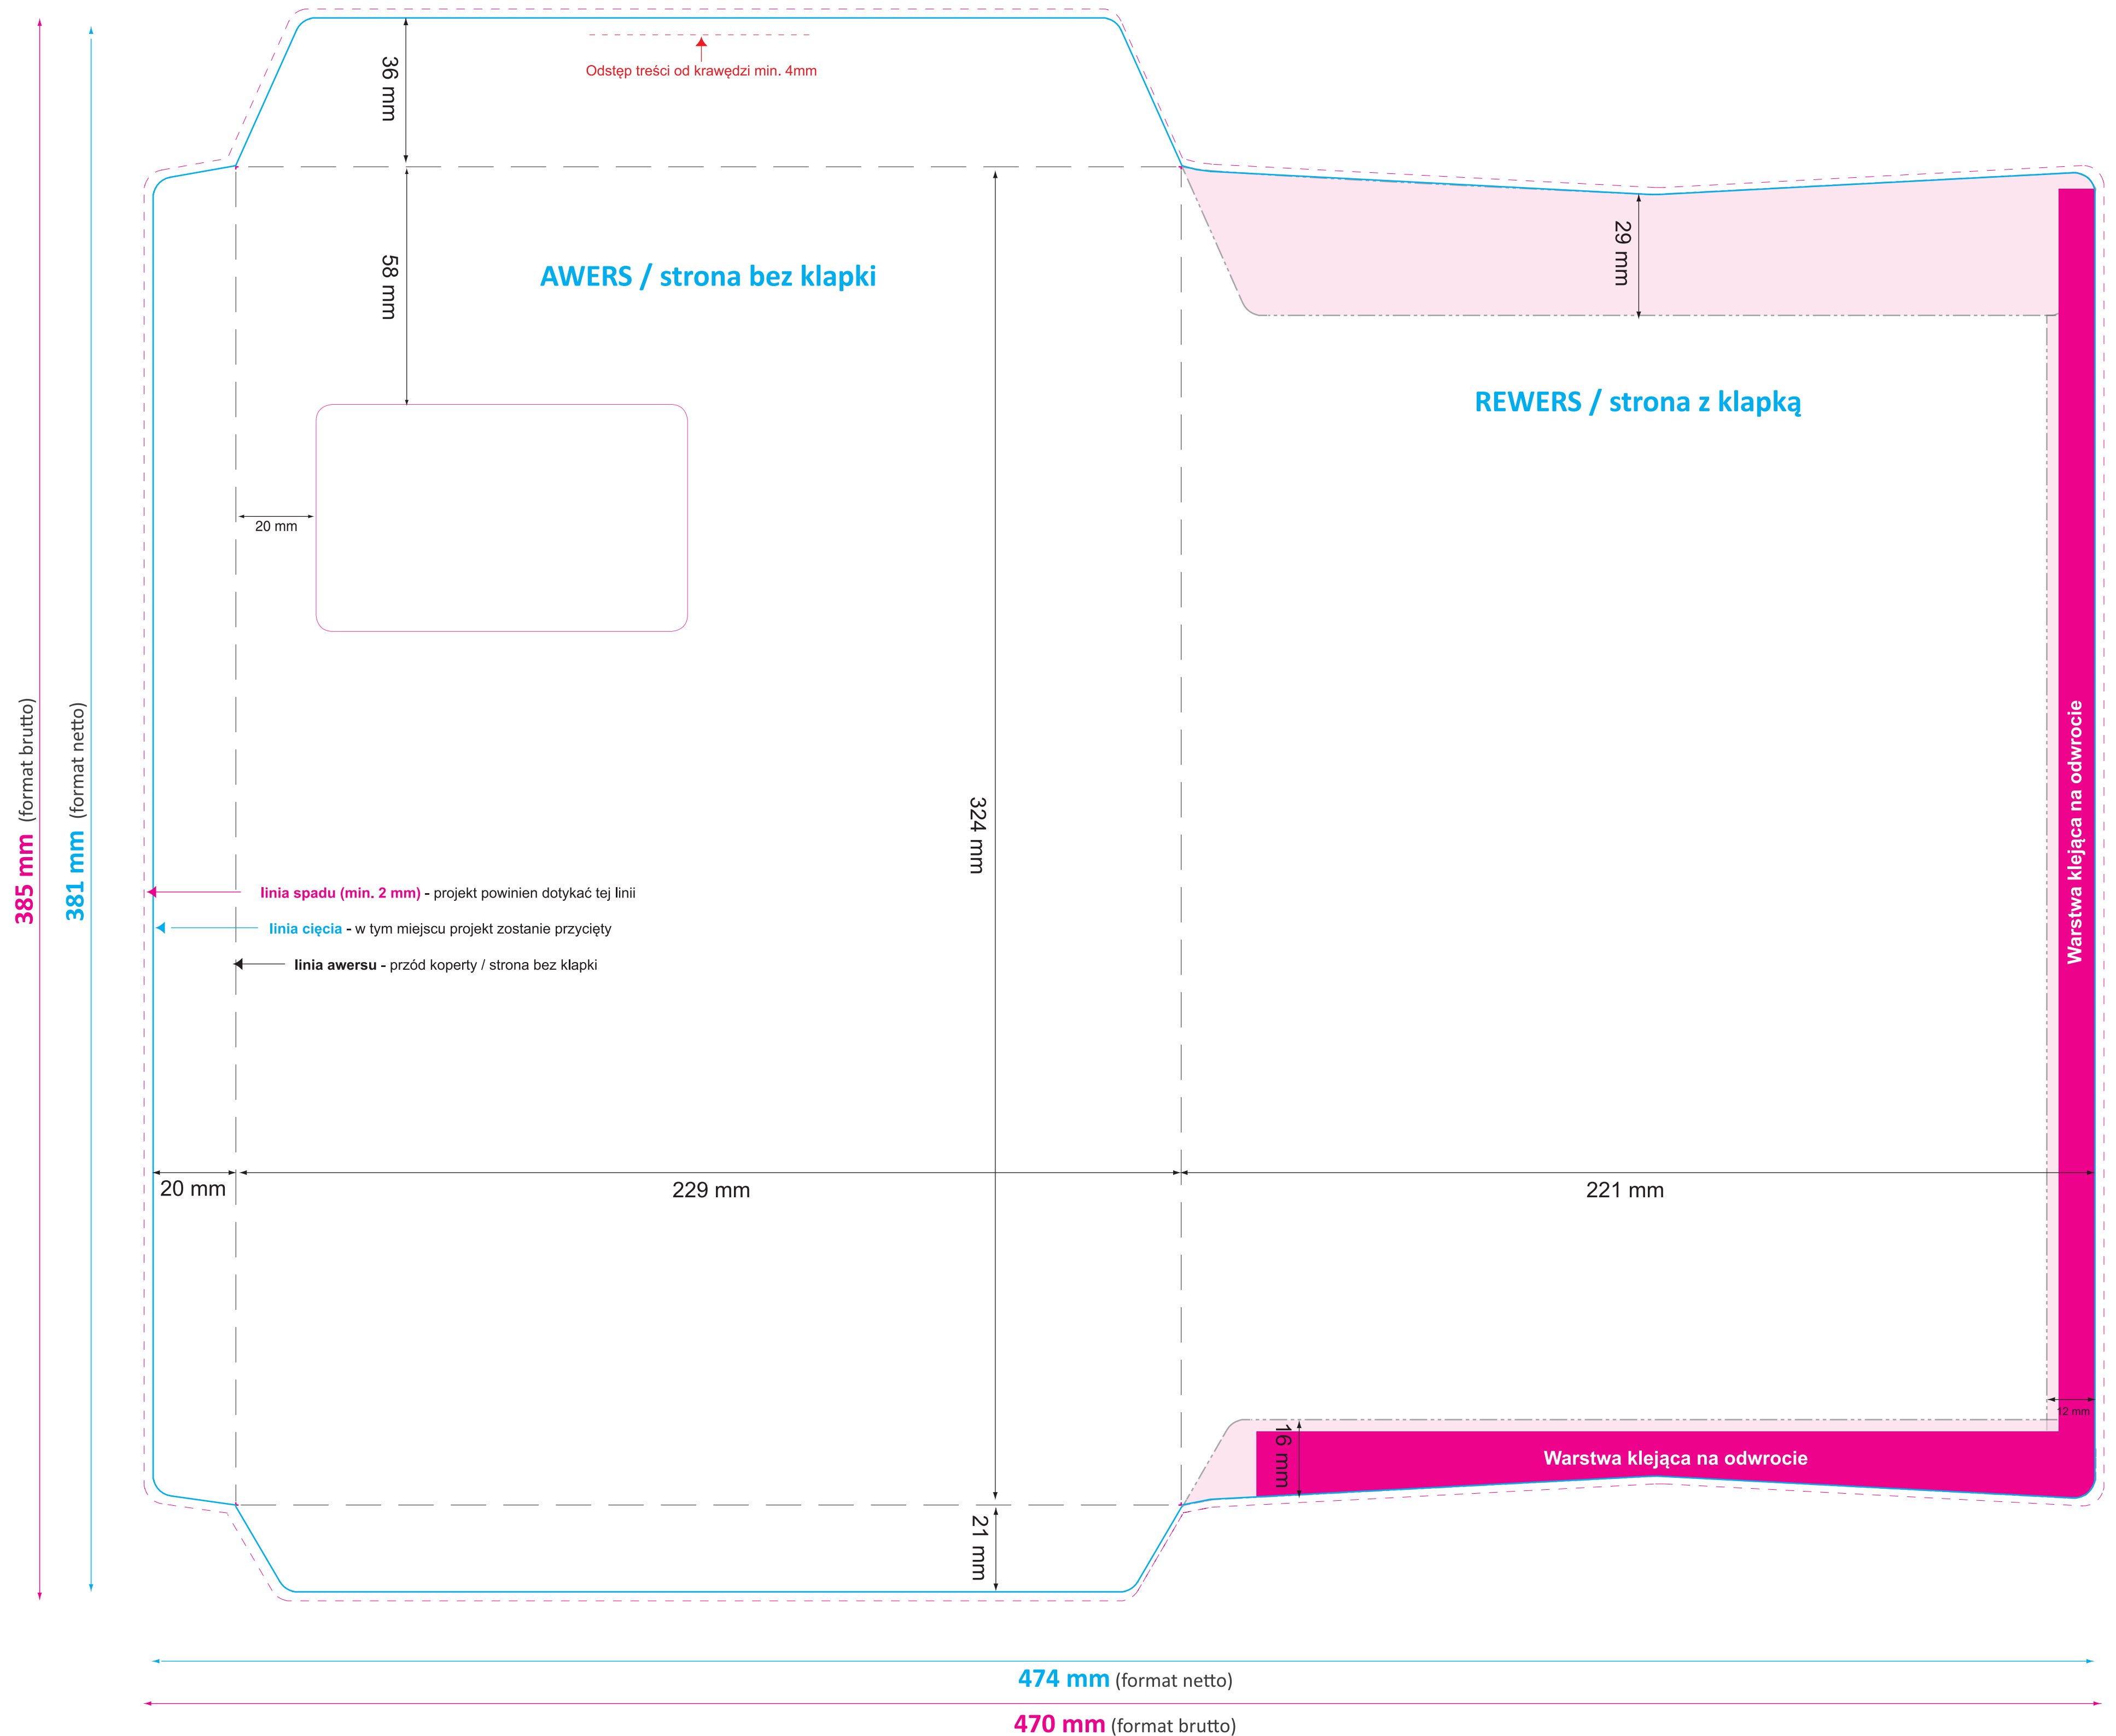 36 mm
Odstęp treści od krawędzi min. 4mm
58 mm
AWERS / strona bez klapki
29 mm
REWERS / strona z klapką
20 mm
385 mm (format brutto)
381 mm (format netto)
324 mm
Warstwa klejąca na odwrocie
linia spadu (min. 2 mm) - projekt powinien dotykać tej linii
linia cięcia - w tym miejscu projekt zostanie przycięty
linia awersu - przód koperty / strona bez klapki
20 mm
229 mm
221 mm
12 mm
16 mm
Warstwa klejąca na odwrocie
21 mm
474 mm (format netto)
470 mm (format brutto)